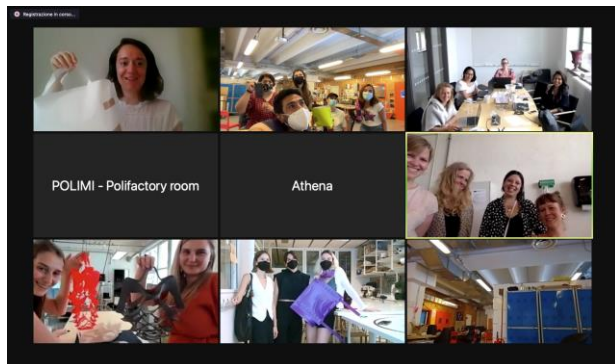 Registrazione in corso...
POLIMI - Polifactory room
Athena